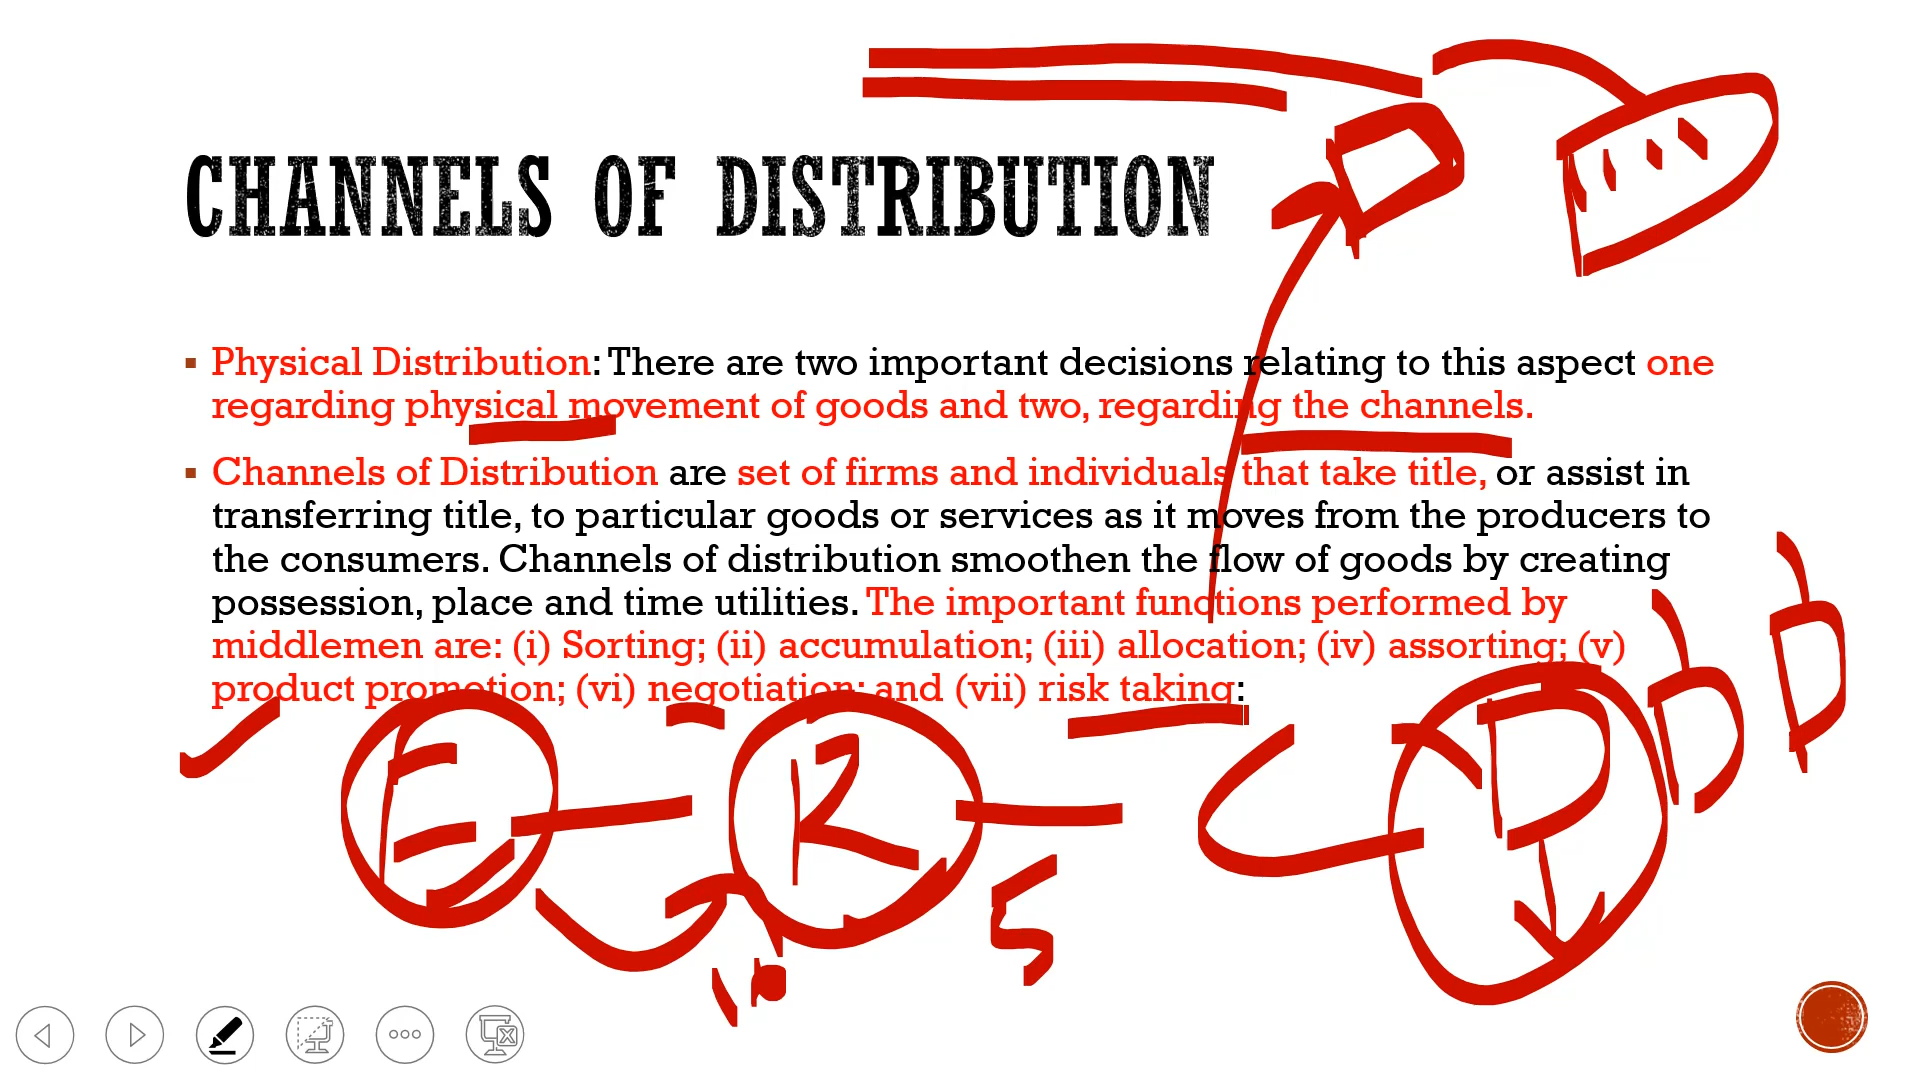 CHANNELS OF DISTRIBUTION
▪ Physical Distribution: There are two important decisions relating to this aspect one
regarding physical movement of goods and two, regarding the channels.
▪ Channels of Distribution are set of firms and individuals that take title, or assist in
transferring title, to particular goods or services as it moves from the producers to
the consumers. Channels of distribution smoothen the flow of goods by creating
possession, place and time utilities. The important functions performed by
middlemen are: (i) Sorting; (ii) accumulation; (iii) allocation; (iv) assorting; (v)
product promotion; (vi) negotiation; and (vii) risk taking:
E R D D D
10 5